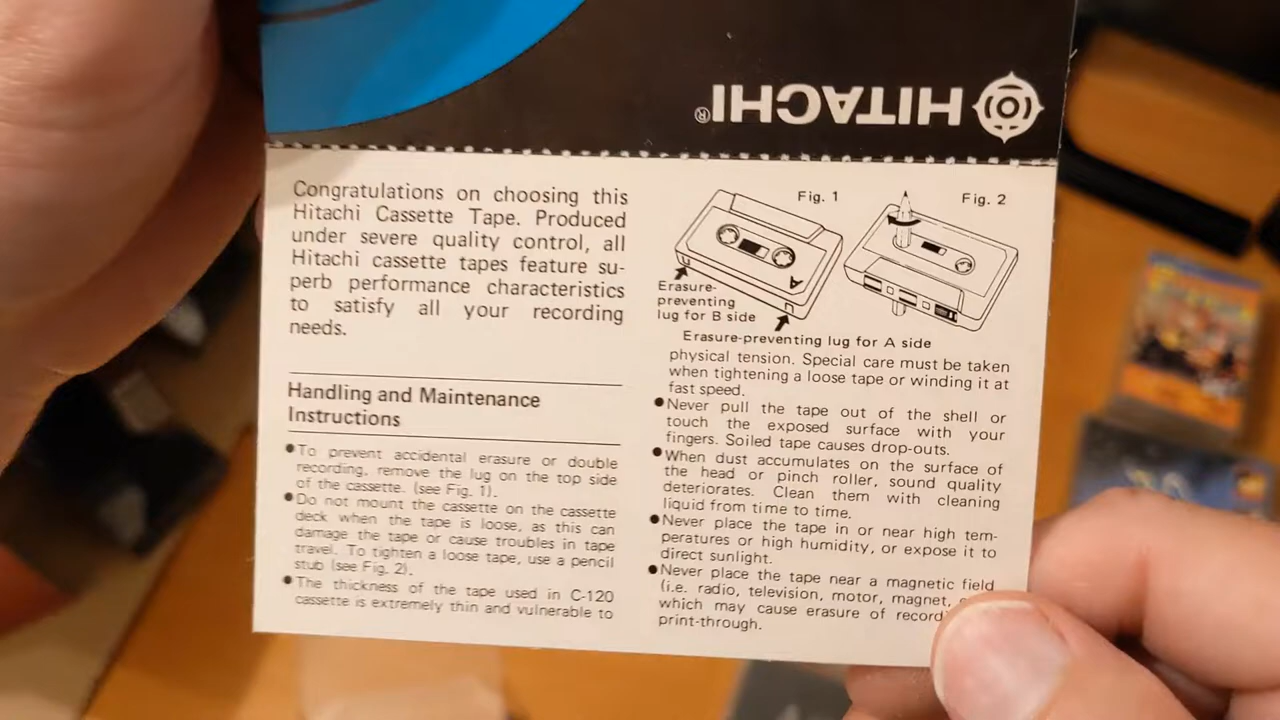 HITACHI®
Congratulations on choosing this
Hitachi Cassette Tape. Produced
under severe quality control, all
Hitachi cassette tapes feature su-
perb performance characteristics
to satisfy all your recording
needs.
Handling and Maintenance
Instructions
●To prevent accidental erasure or double
recording, remove the lug on the top side
of the cassette. (see Fig. 1).
●Do not mount the cassette on the cassette
deck when the tape is loose, as this can
damage the tape or cause troubles in tape
travel. To tighten a loose tape, use a pencil
stub (see Fig. 2).
●The thickness of the tape used in C-120
cassette is extremely thin and vulnerable to
Fig. 1
Fig. 2
A
Erasure-
preventing
lug for B side
Erasure-preventing lug for A side
physical tension. Special care must be taken
when tightening a loose tape or winding it at
fast speed.
●Never pull the tape out of the shell or
touch the exposed surface with your
fingers. Soiled tape causes drop-outs.
●When dust accumulates on the surface of
the head or pinch roller, sound quality
deteriorates. Clean them with cleaning
liquid from time to time.
●Never place the tape in or near high tem-
peratures or high humidity, or expose it to
direct sunlight.
●Never place the tape near a magnetic field
(i.e. radio, television, motor, magnet,
which may cause erasure of
print-through.